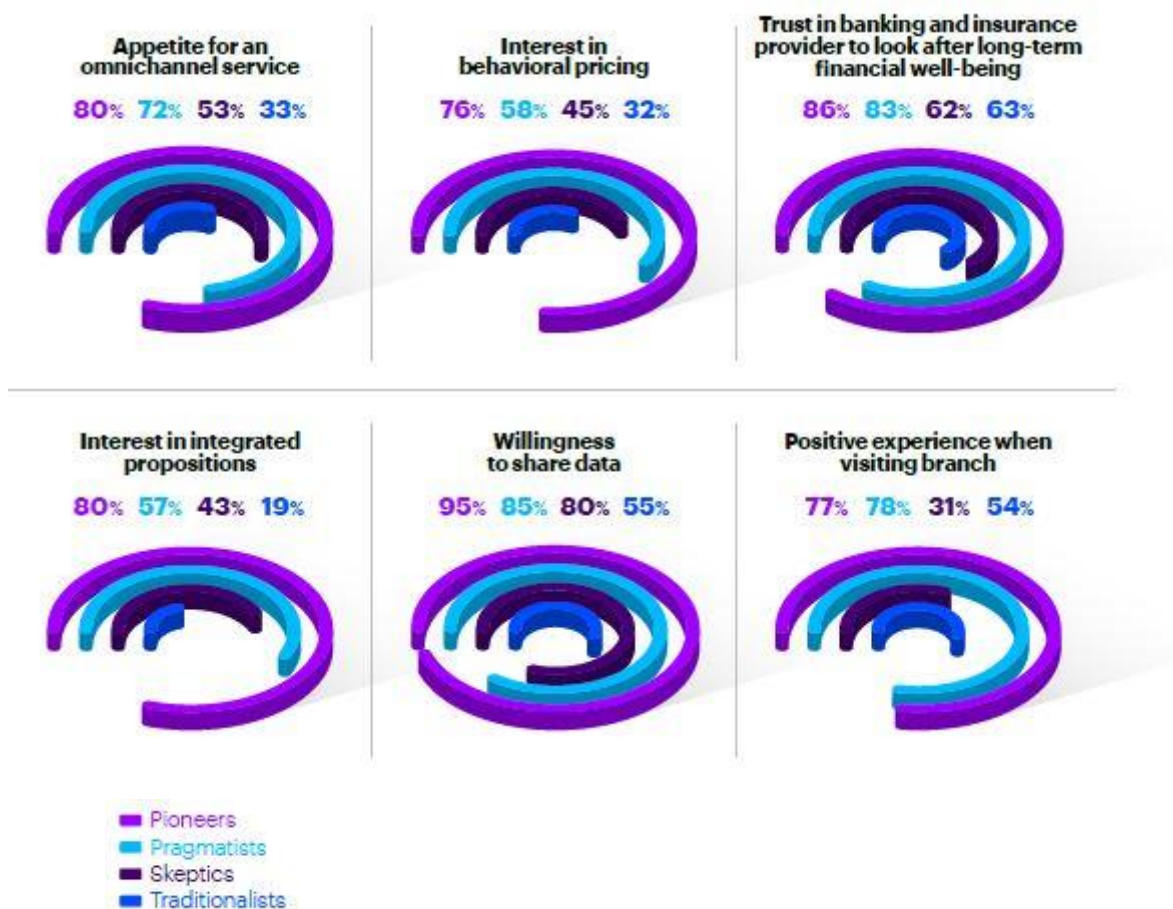 Appetite for an
omnichannel service
80% 72% 53% 33%
Interest in
behavioral pricing
76% 58% 45% 32%
Trust in banking and insurance
provider to look after long-term
financial well-being
86% 83% 62% 63%
Interest in integrated
propositions
80% 57% 43% 19%
Willingness
to share data
95% 85% 80% 55%
Positive experience when
visiting branch
77% 78% 31% 54%
Pioneers
Pragmatists
Skeptics
Traditionalists